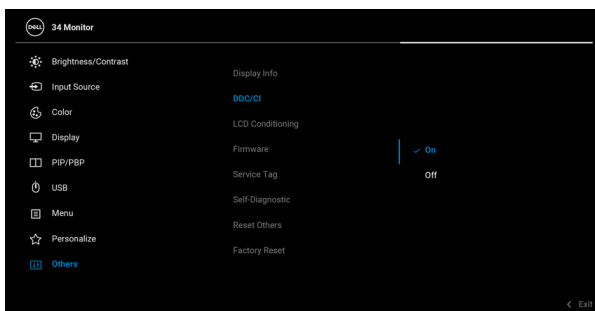 DELL 34 Monitor
Brightness/Contrast
Input Source
Color
Display
PIP/PBP
USB
Menu
Personalize
Others
Display Info
DDC/CI
LCD Conditioning
Firmware
Service Tag
Self-Diagnostic
Reset Others
Factory Reset
On
Off
Exit